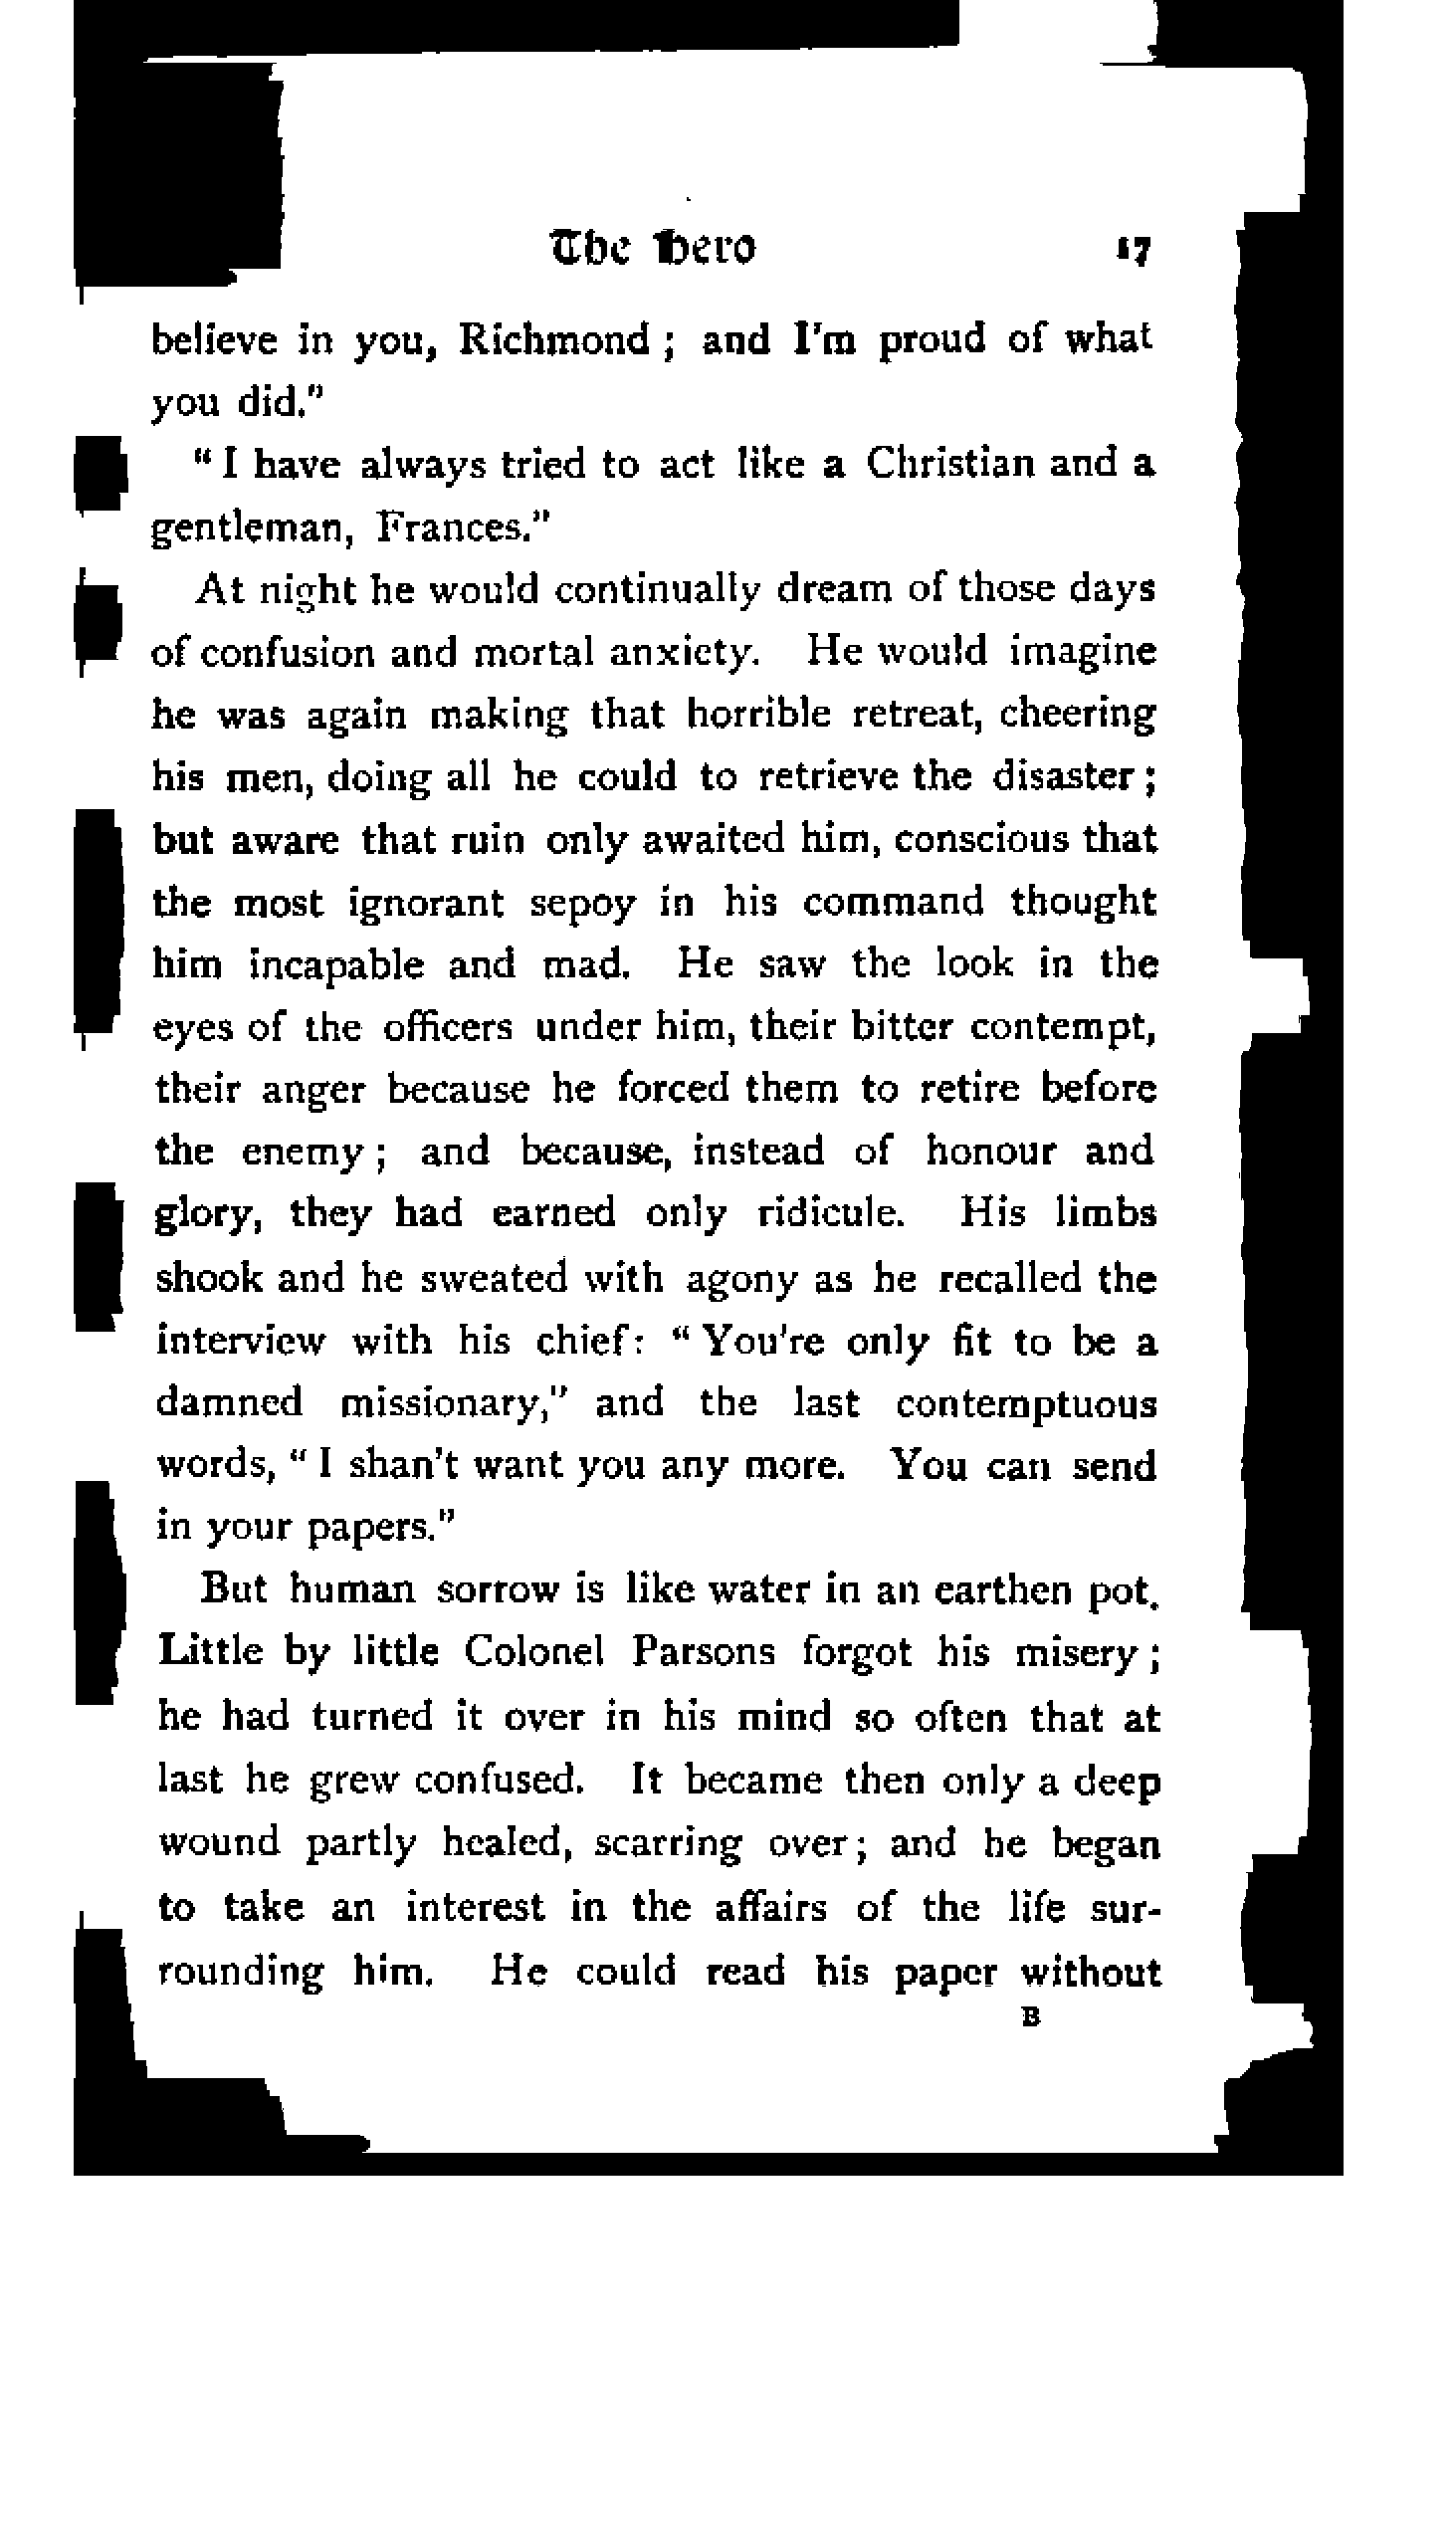 The Hero 17
believe in you, Richmond; and I'm proud of what
you did."
"I have always tried to act like a Christian and a
gentleman, Frances."
At night he would continually dream of those days
of confusion and mortal anxiety. He would imagine
he was again making that horrible retreat, cheering
his men, doing all he could to retrieve the disaster;
but aware that ruin only awaited him, conscious that
the most ignorant sepoy in his command thought
him incapable and mad. He saw the look in the
eyes of the officers under him, their bitter contempt,
their anger because he forced them to retire before
the enemy; and because, instead of honour and
glory, they had earned only ridicule. His limbs
shook and he sweated with agony as he recalled the
interview with his chief: "You're only fit to be a
damned missionary," and the last contemptuous
words, "I shan't want you any more. You can send
in your papers."
But human sorrow is like water in an earthen pot.
Little by little Colonel Parsons forgot his misery;
he had turned it over in his mind so often that at
last he grew confused. It became then only a deep
wound partly healed, scarring over; and he began
to take an interest in the affairs of the life sur-
rounding him. He could read his paper without
B